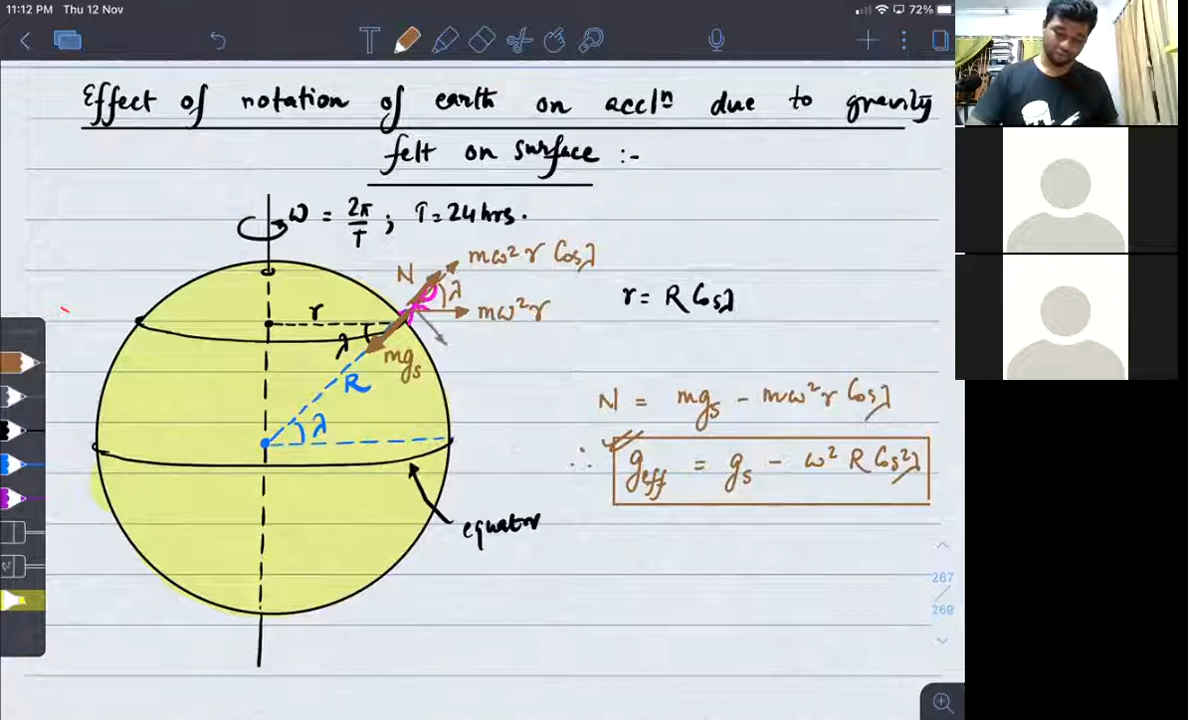 11:12 PM Thu 12 Nov
72%
Effect of rotation of earth on accln due to gravity
felt on surface :-
ω = 2π/T ; T = 24 hrs.
N
mω²r Cosλ
λ
mω²r
r
r = R Cosλ
λ
mgs
R
λ
N = mgs - mω²r Cosλ
∴ geff = gs - ω² R Cos²λ
equator
267
269